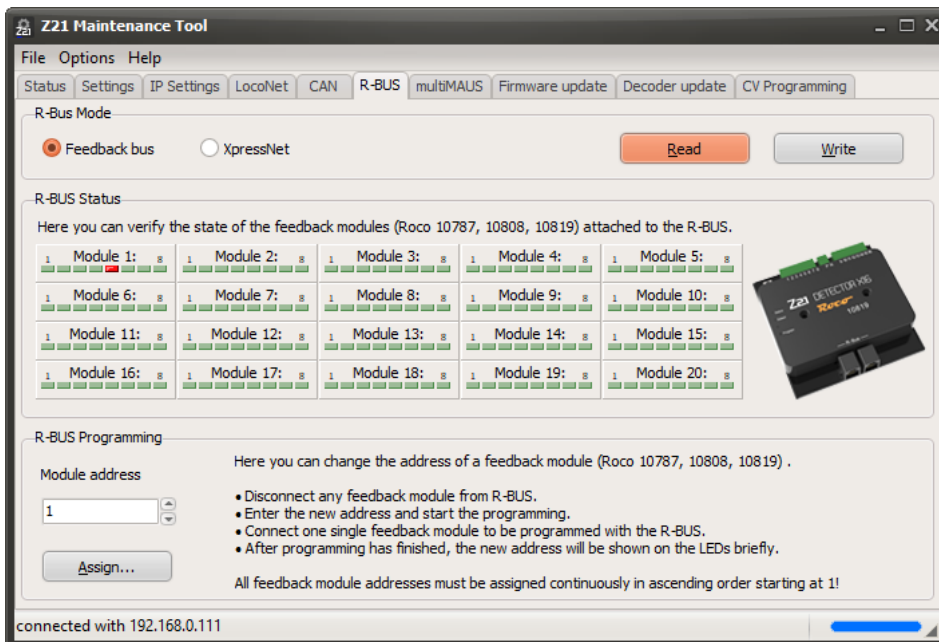 Z21 Maintenance Tool
File Options Help
Status Settings IP Settings LocoNet CAN R-BUS multiMAUS Firmware update Decoder update CV Programming
R-Bus Mode
Feedback bus XpressNet Read Write
R-BUS Status
Here you can verify the state of the feedback modules (Roco 10787, 10808, 10819) attached to the R-BUS.
1 Module 1: 8 1 Module 2: 8 1 Module 3: 8 1 Module 4: 8 1 Module 5: 8
1 Module 6: 8 1 Module 7: 8 1 Module 8: 8 1 Module 9: 8 1 Module 10: 8
1 Module 11: 8 1 Module 12: 8 1 Module 13: 8 1 Module 14: 8 1 Module 15: 8
1 Module 16: 8 1 Module 17: 8 1 Module 18: 8 1 Module 19: 8 1 Module 20: 8
Z21 DETECTOR X16
Roco
10819
R-BUS Programming
Module address
1
Assign...
Here you can change the address of a feedback module (Roco 10787, 10808, 10819) .
• Disconnect any feedback module from R-BUS.
• Enter the new address and start the programming.
• Connect one single feedback module to be programmed with the R-BUS.
• After programming has finished, the new address will be shown on the LEDs briefly.
All feedback module addresses must be assigned continuously in ascending order starting at 1!
connected with 192.168.0.111